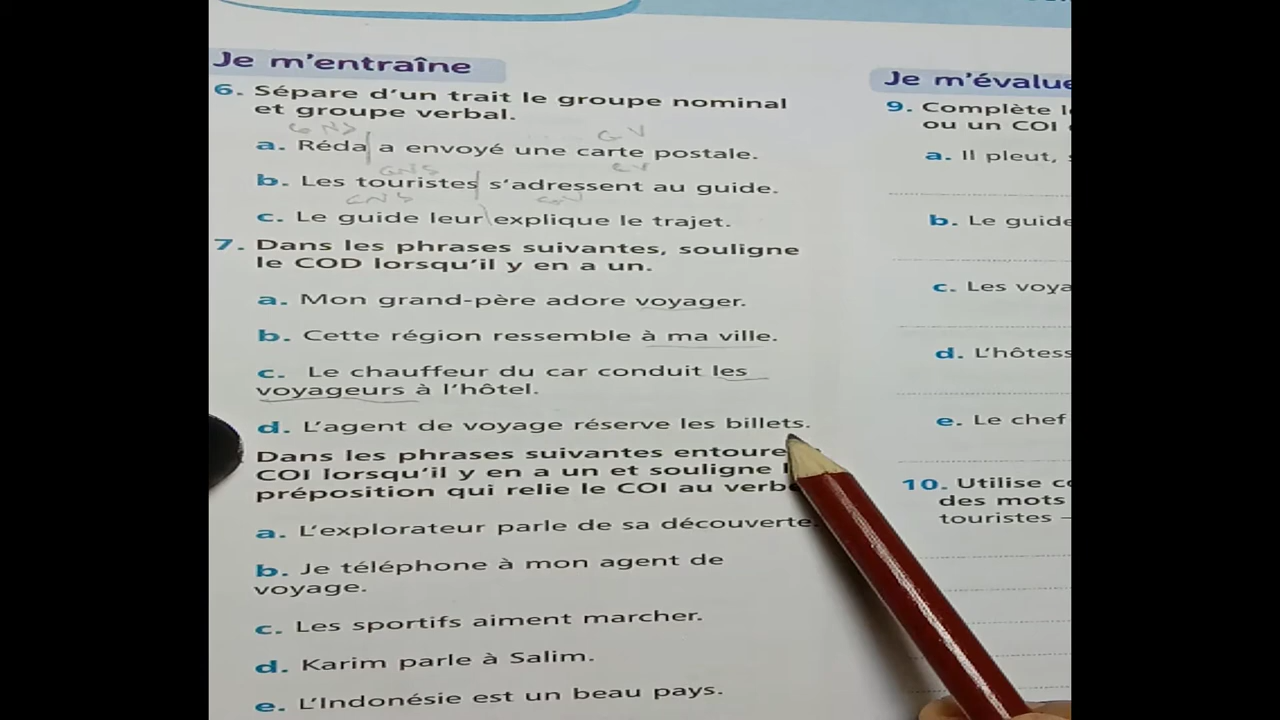 Je m'entraîne
6. Sépare d'un trait le groupe nominal
et groupe verbal.
GNS GV
a. Réda a envoyé une carte postale.
GNS GV
b. Les touristes s'adressent au guide.
GNS GV
c. Le guide leur explique le trajet.
7. Dans les phrases suivantes, souligne
le COD lorsqu'il y en a un.
a. Mon grand-père adore voyager.
b. Cette région ressemble à ma ville.
c. Le chauffeur du car conduit les
voyageurs à l'hôtel.
d. L'agent de voyage réserve les billets.
Dans les phrases suivantes entoure
COI lorsqu'il y en a un et souligne
préposition qui relie le COI au verbe
a. L'explorateur parle de sa découverte.
b. Je téléphone à mon agent de
voyage.
c. Les sportifs aiment marcher.
d. Karim parle à Salim.
e. L'Indonésie est un beau pays.
Je m'évalue
9. Complète
ou un COI
a. Il pleut,
b. Le guide
c. Les
d.
e. Le chef
10. Utilise
des mots
touristes